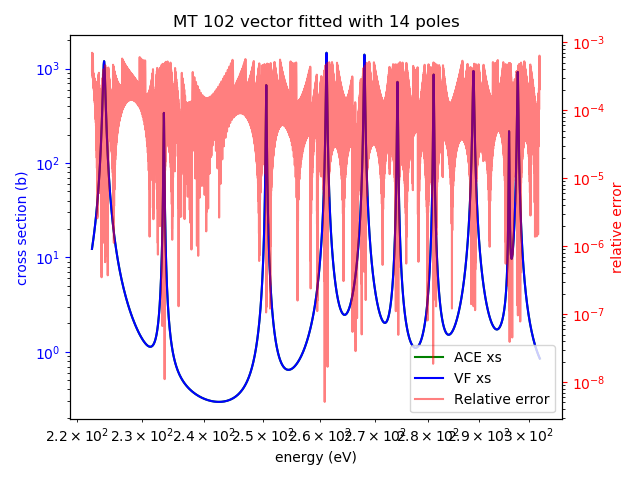 MT 102 vector fitted with 14 poles
10³
10²
10¹
10⁰
cross section (b)
10⁻³
10⁻⁴
10⁻⁵
10⁻⁶
10⁻⁷
10⁻⁸
relative error
ACE xs
VF xs
Relative error
2.2 × 10² 2.3 × 10² 2.4 × 10² 2.5 × 10² 2.6 × 10² 2.7 × 10² 2.8 × 10² 2.9 × 10² 3 × 10²
energy (eV)